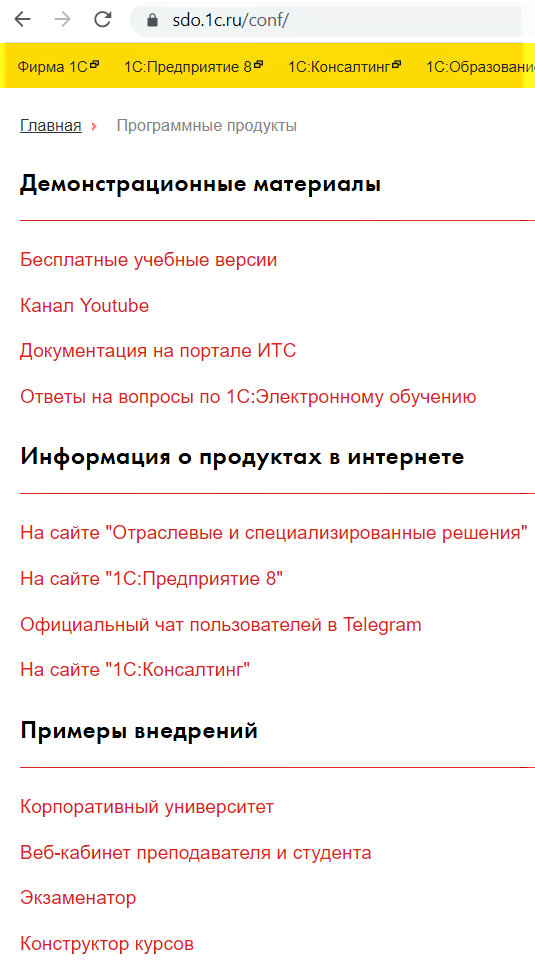 sdo.1c.ru/conf/
Фирма 1С 1С:Предприятие 8 1С:Консалтинг 1С:Образование
Главная › Программные продукты
Демонстрационные материалы
Бесплатные учебные версии
Канал Youtube
Документация на портале ИТС
Ответы на вопросы по 1С:Электронному обучению
Информация о продуктах в интернете
На сайте "Отраслевые и специализированные решения"
На сайте "1С:Предприятие 8"
Официальный чат пользователей в Telegram
На сайте "1С:Консалтинг"
Примеры внедрений
Корпоративный университет
Веб-кабинет преподавателя и студента
Экзаменатор
Конструктор курсов